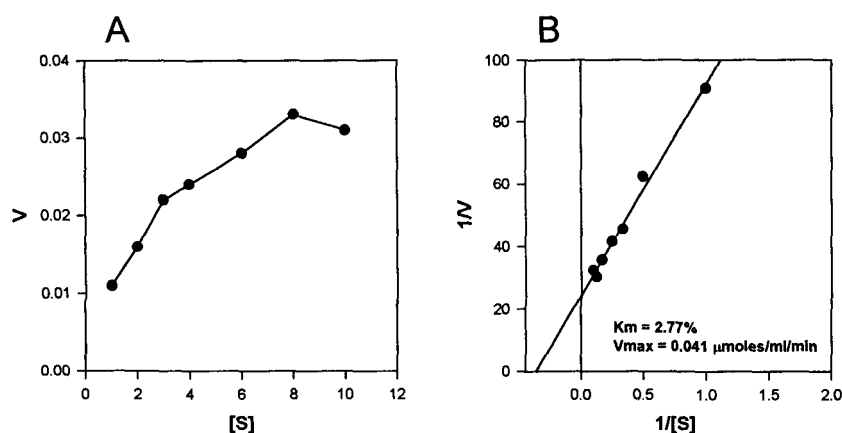 A
0.04
0.03
0.02
0.01
0.00
V
0 2 4 6 8 10 12
[S]
B
100
80
60
40
20
0
1/V
Km = 2.77%
Vmax = 0.041 μmoles/ml/min
0.0 0.5 1.0 1.5 2.0
1/[S]